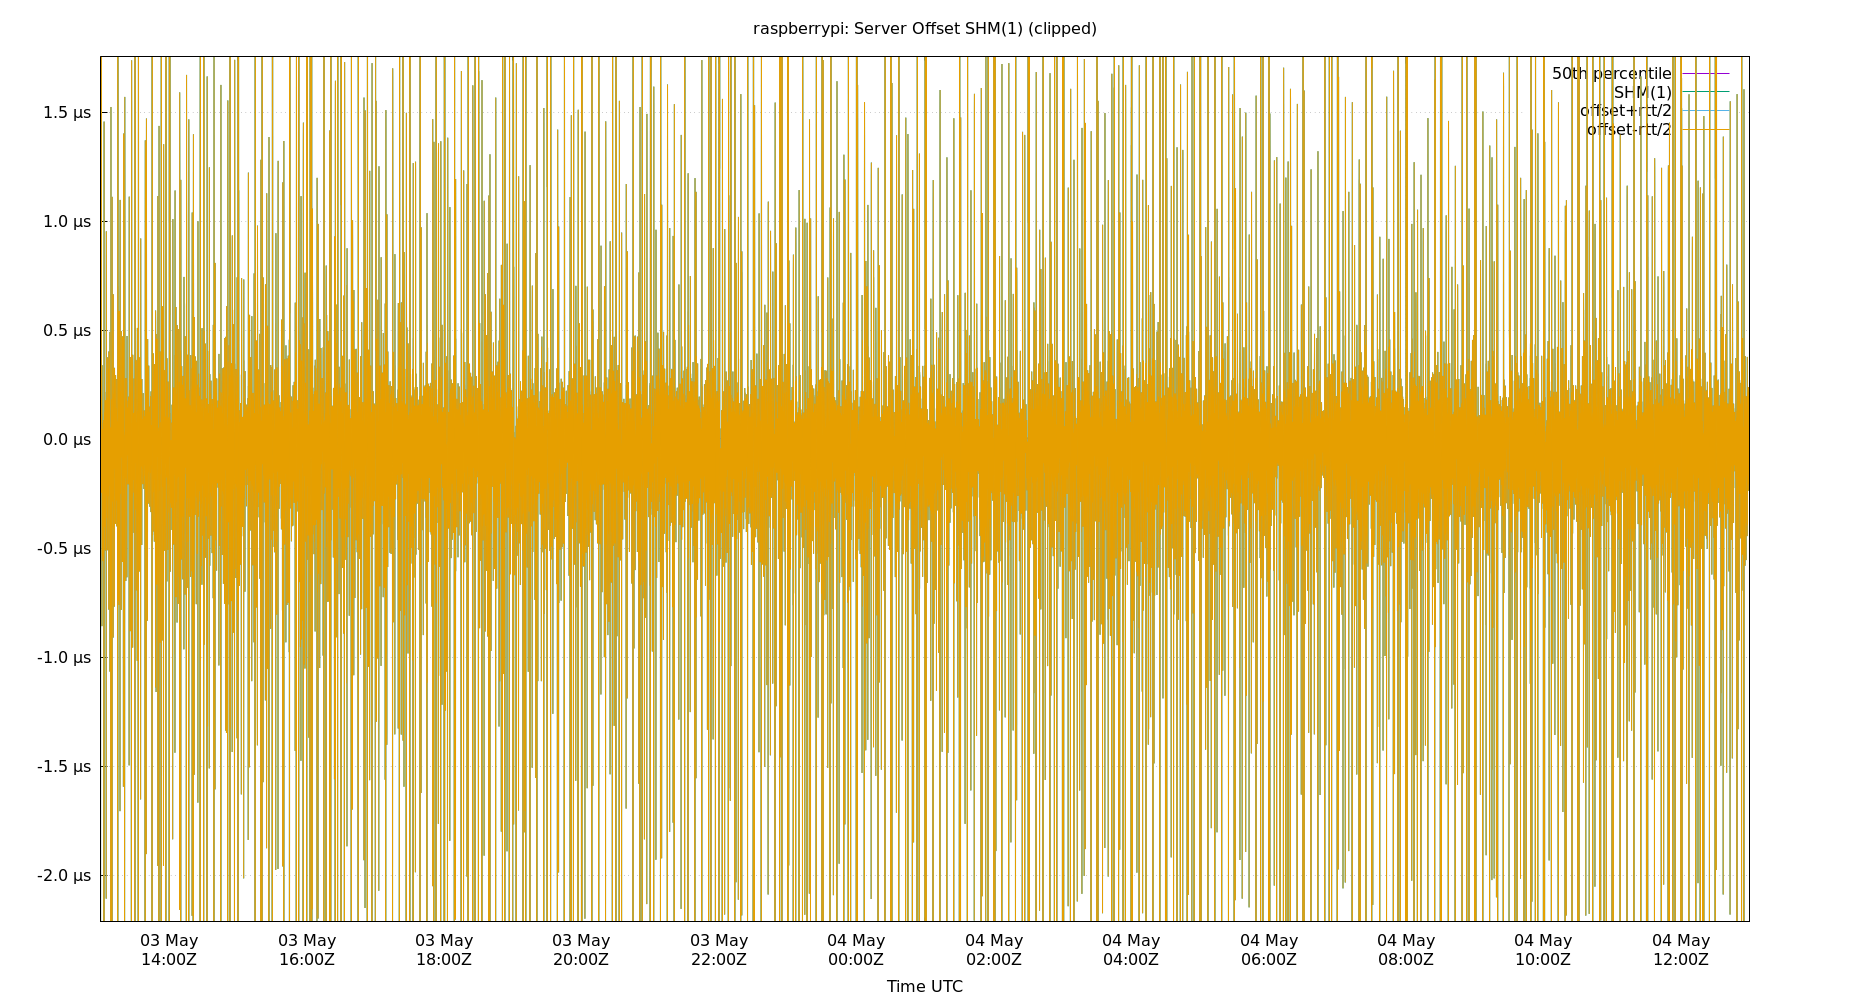 raspberrypi: Server Offset SHM(1) (clipped)
50th percentile
SHM(1)
offset+rtt/2
offset-rtt/2
1.5 µs
1.0 µs
0.5 µs
0.0 µs
-0.5 µs
-1.0 µs
-1.5 µs
-2.0 µs
03 May 03 May 03 May 03 May 03 May 04 May 04 May 04 May 04 May 04 May 04 May 04 May
14:00Z 16:00Z 18:00Z 20:00Z 22:00Z 00:00Z 02:00Z 04:00Z 06:00Z 08:00Z 10:00Z 12:00Z
Time UTC